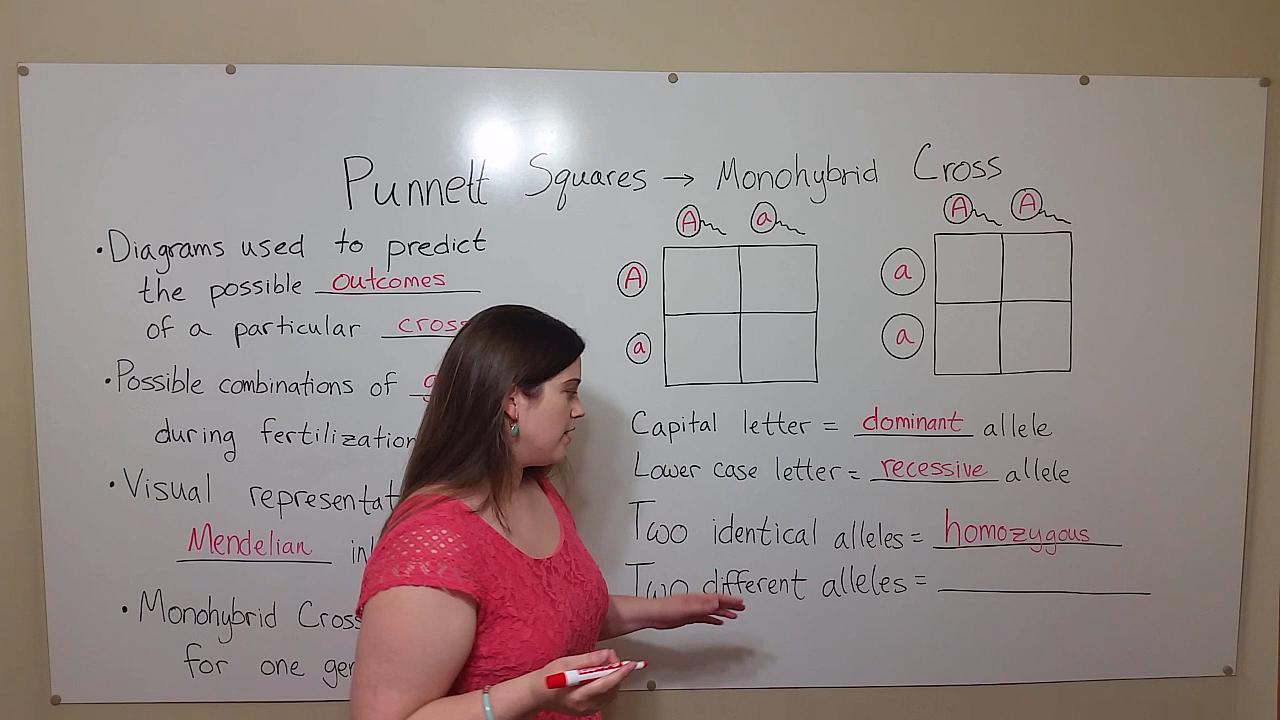 Punnett Squares → Monohybrid Cross
• Diagrams used to predict
the possible outcomes
of a particular cross
• Possible combinations of
during fertilization
• Visual
Mendelian
• Monohybrid Cross
for one
A a
A
a
A A
a
a
Capital letter = dominant allele
Lower case letter = recessive allele
Two identical alleles = homozygous
Two different alleles =